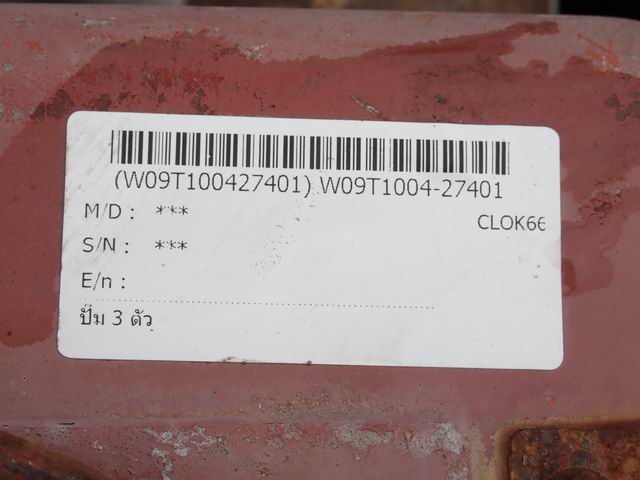 (W09T100427401) W09T1004-27401
M/D : ***
CLOK66
S/N : ***
E/n :
ปั๊ม 3 ตัว